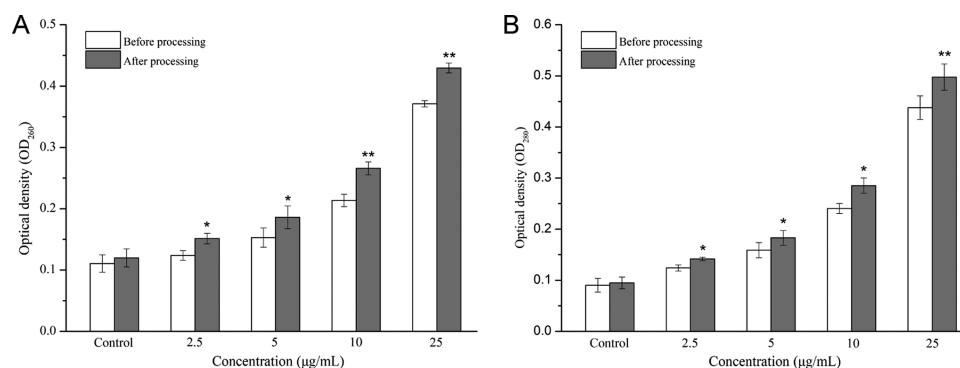 A
Before processing
After processing
Optical density (OD260)
0.5
0.4
0.3
0.2
0.1
0.0
*
*
**
**
Control 2.5 5 10 25
Concentration (μg/mL)
B
Before processing
After processing
Optical density (OD280)
0.6
0.5
0.4
0.3
0.2
0.1
0.0
*
*
*
**
Control 2.5 5 10 25
Concentration (μg/mL)